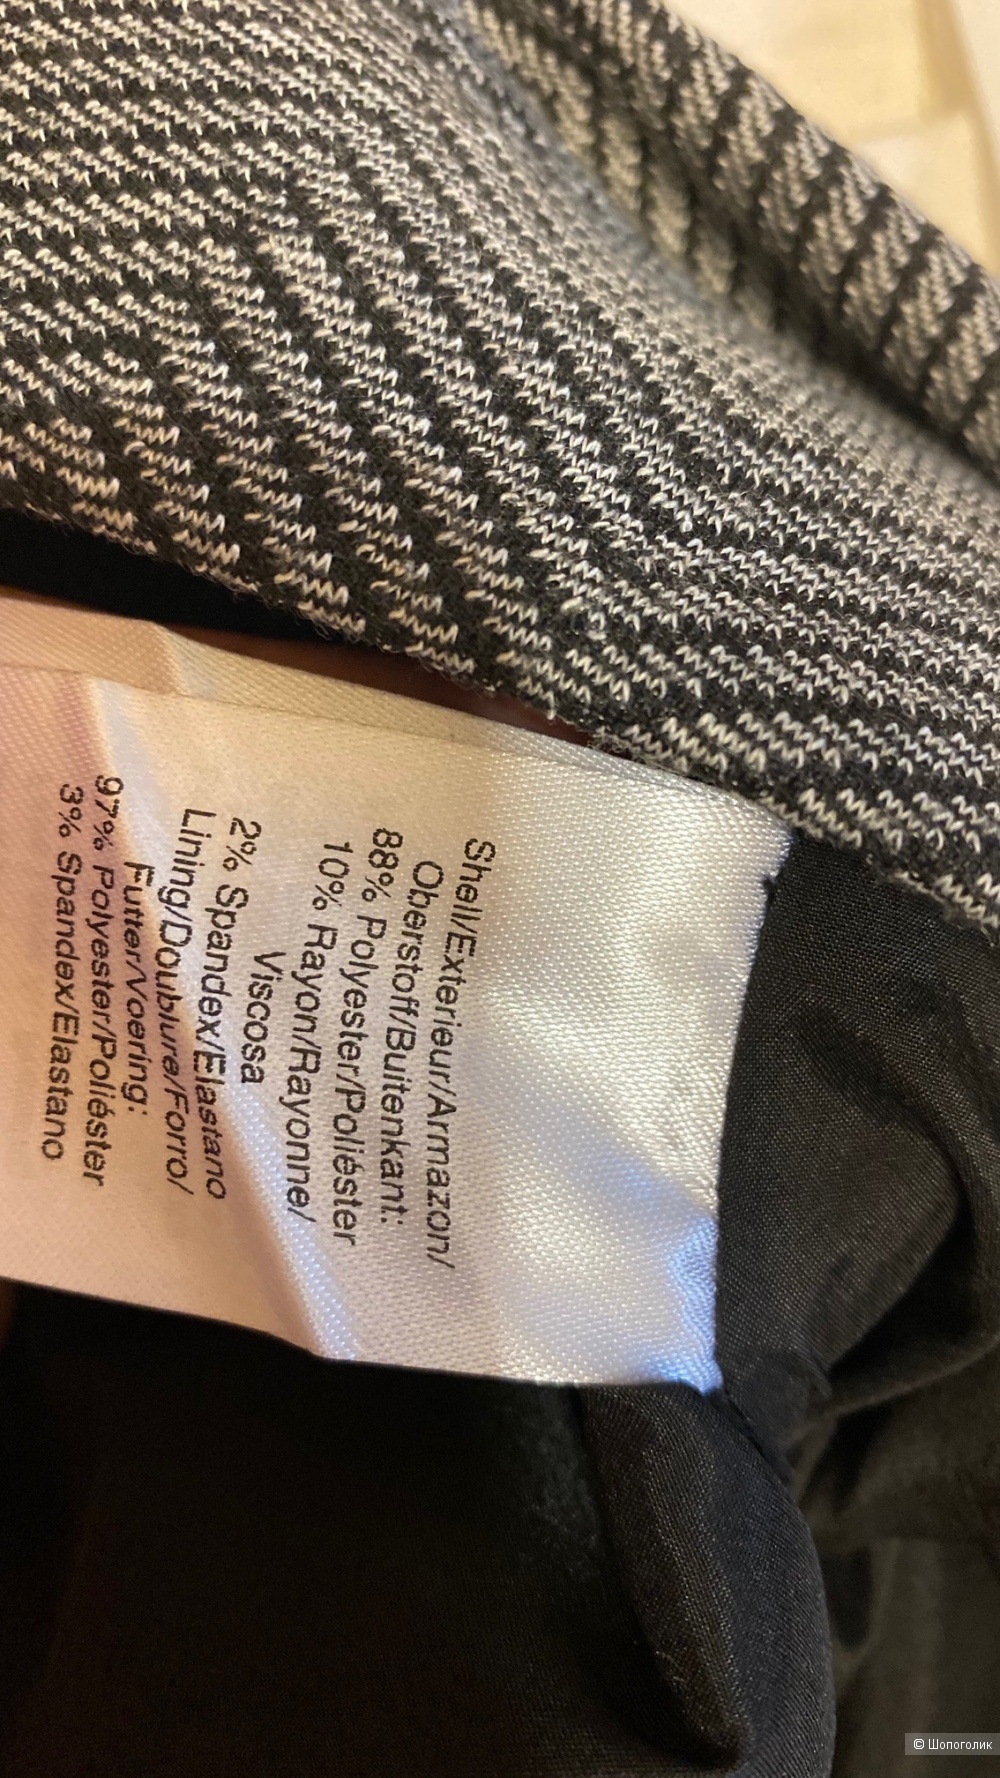 Shell/Exterieur/Armazon/
Oberstoff/Buitenkant:
88% Polyester/Poliéster
10% Rayon/Rayonne/
Viscosa
2% Spandex/Elastano
Lining/Doublure/Forro/
Futter/Voering:
97% Polyester/Poliéster
3% Spandex/Elastano
© Шопоголик